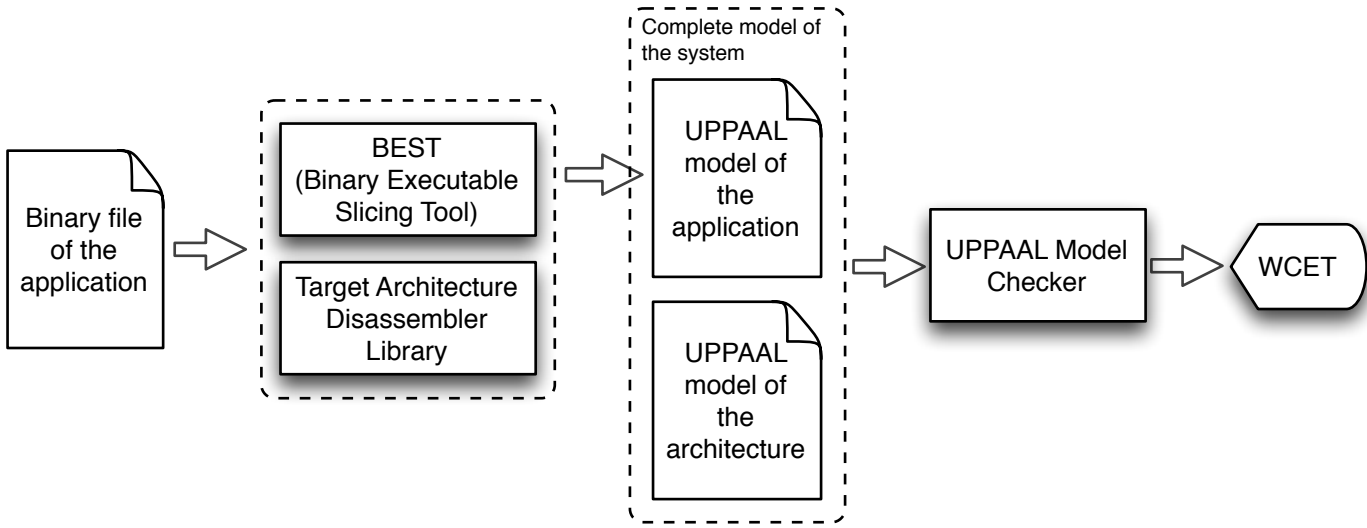 Binary file
of the
application
BEST
(Binary Executable
Slicing Tool)
Target Architecture
Disassembler
Library
Complete model of
the system
UPPAAL
model of
the
application
UPPAAL
model of
the
architecture
UPPAAL Model
Checker
WCET